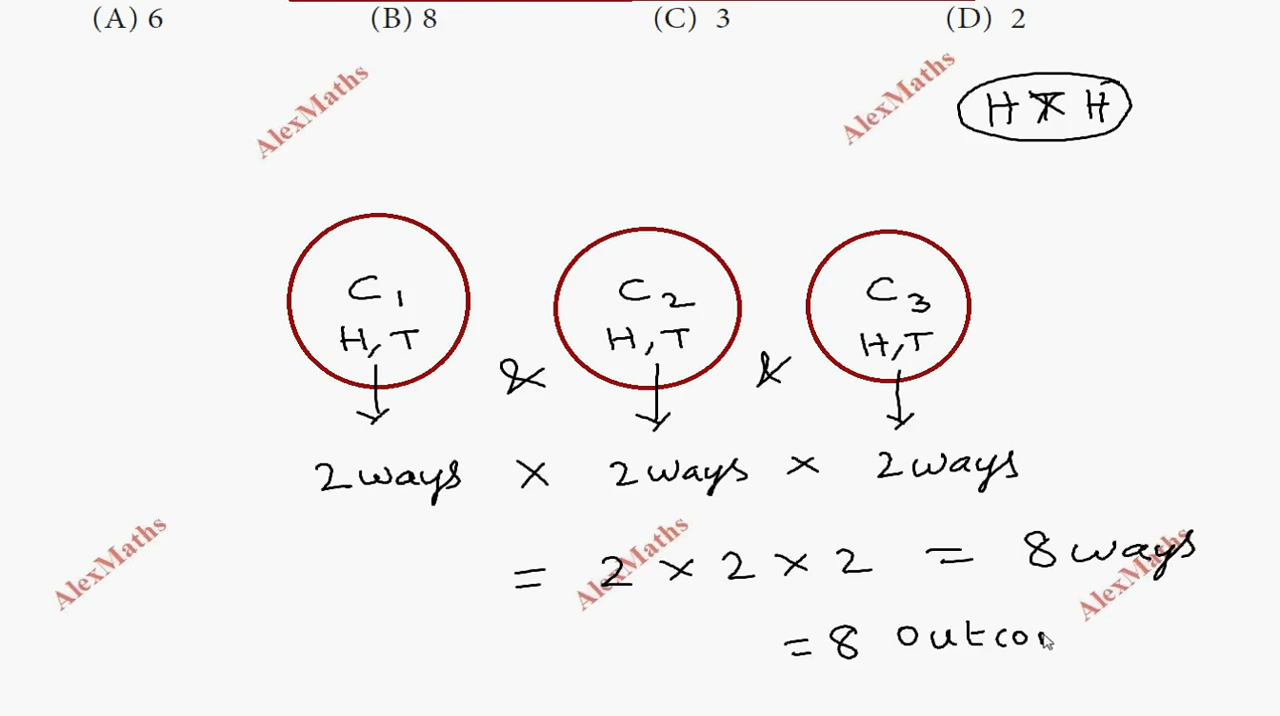 (A) 6 (B) 8 (C) 3 (D) 2
AlexMaths AlexMaths
H T H
C1 C2 C3
H, T H, T H, T
& &
2 ways × 2 ways × 2 ways
= 2 × 2 × 2 = 8 ways
AlexMaths AlexMaths AlexMaths
= 8 outco